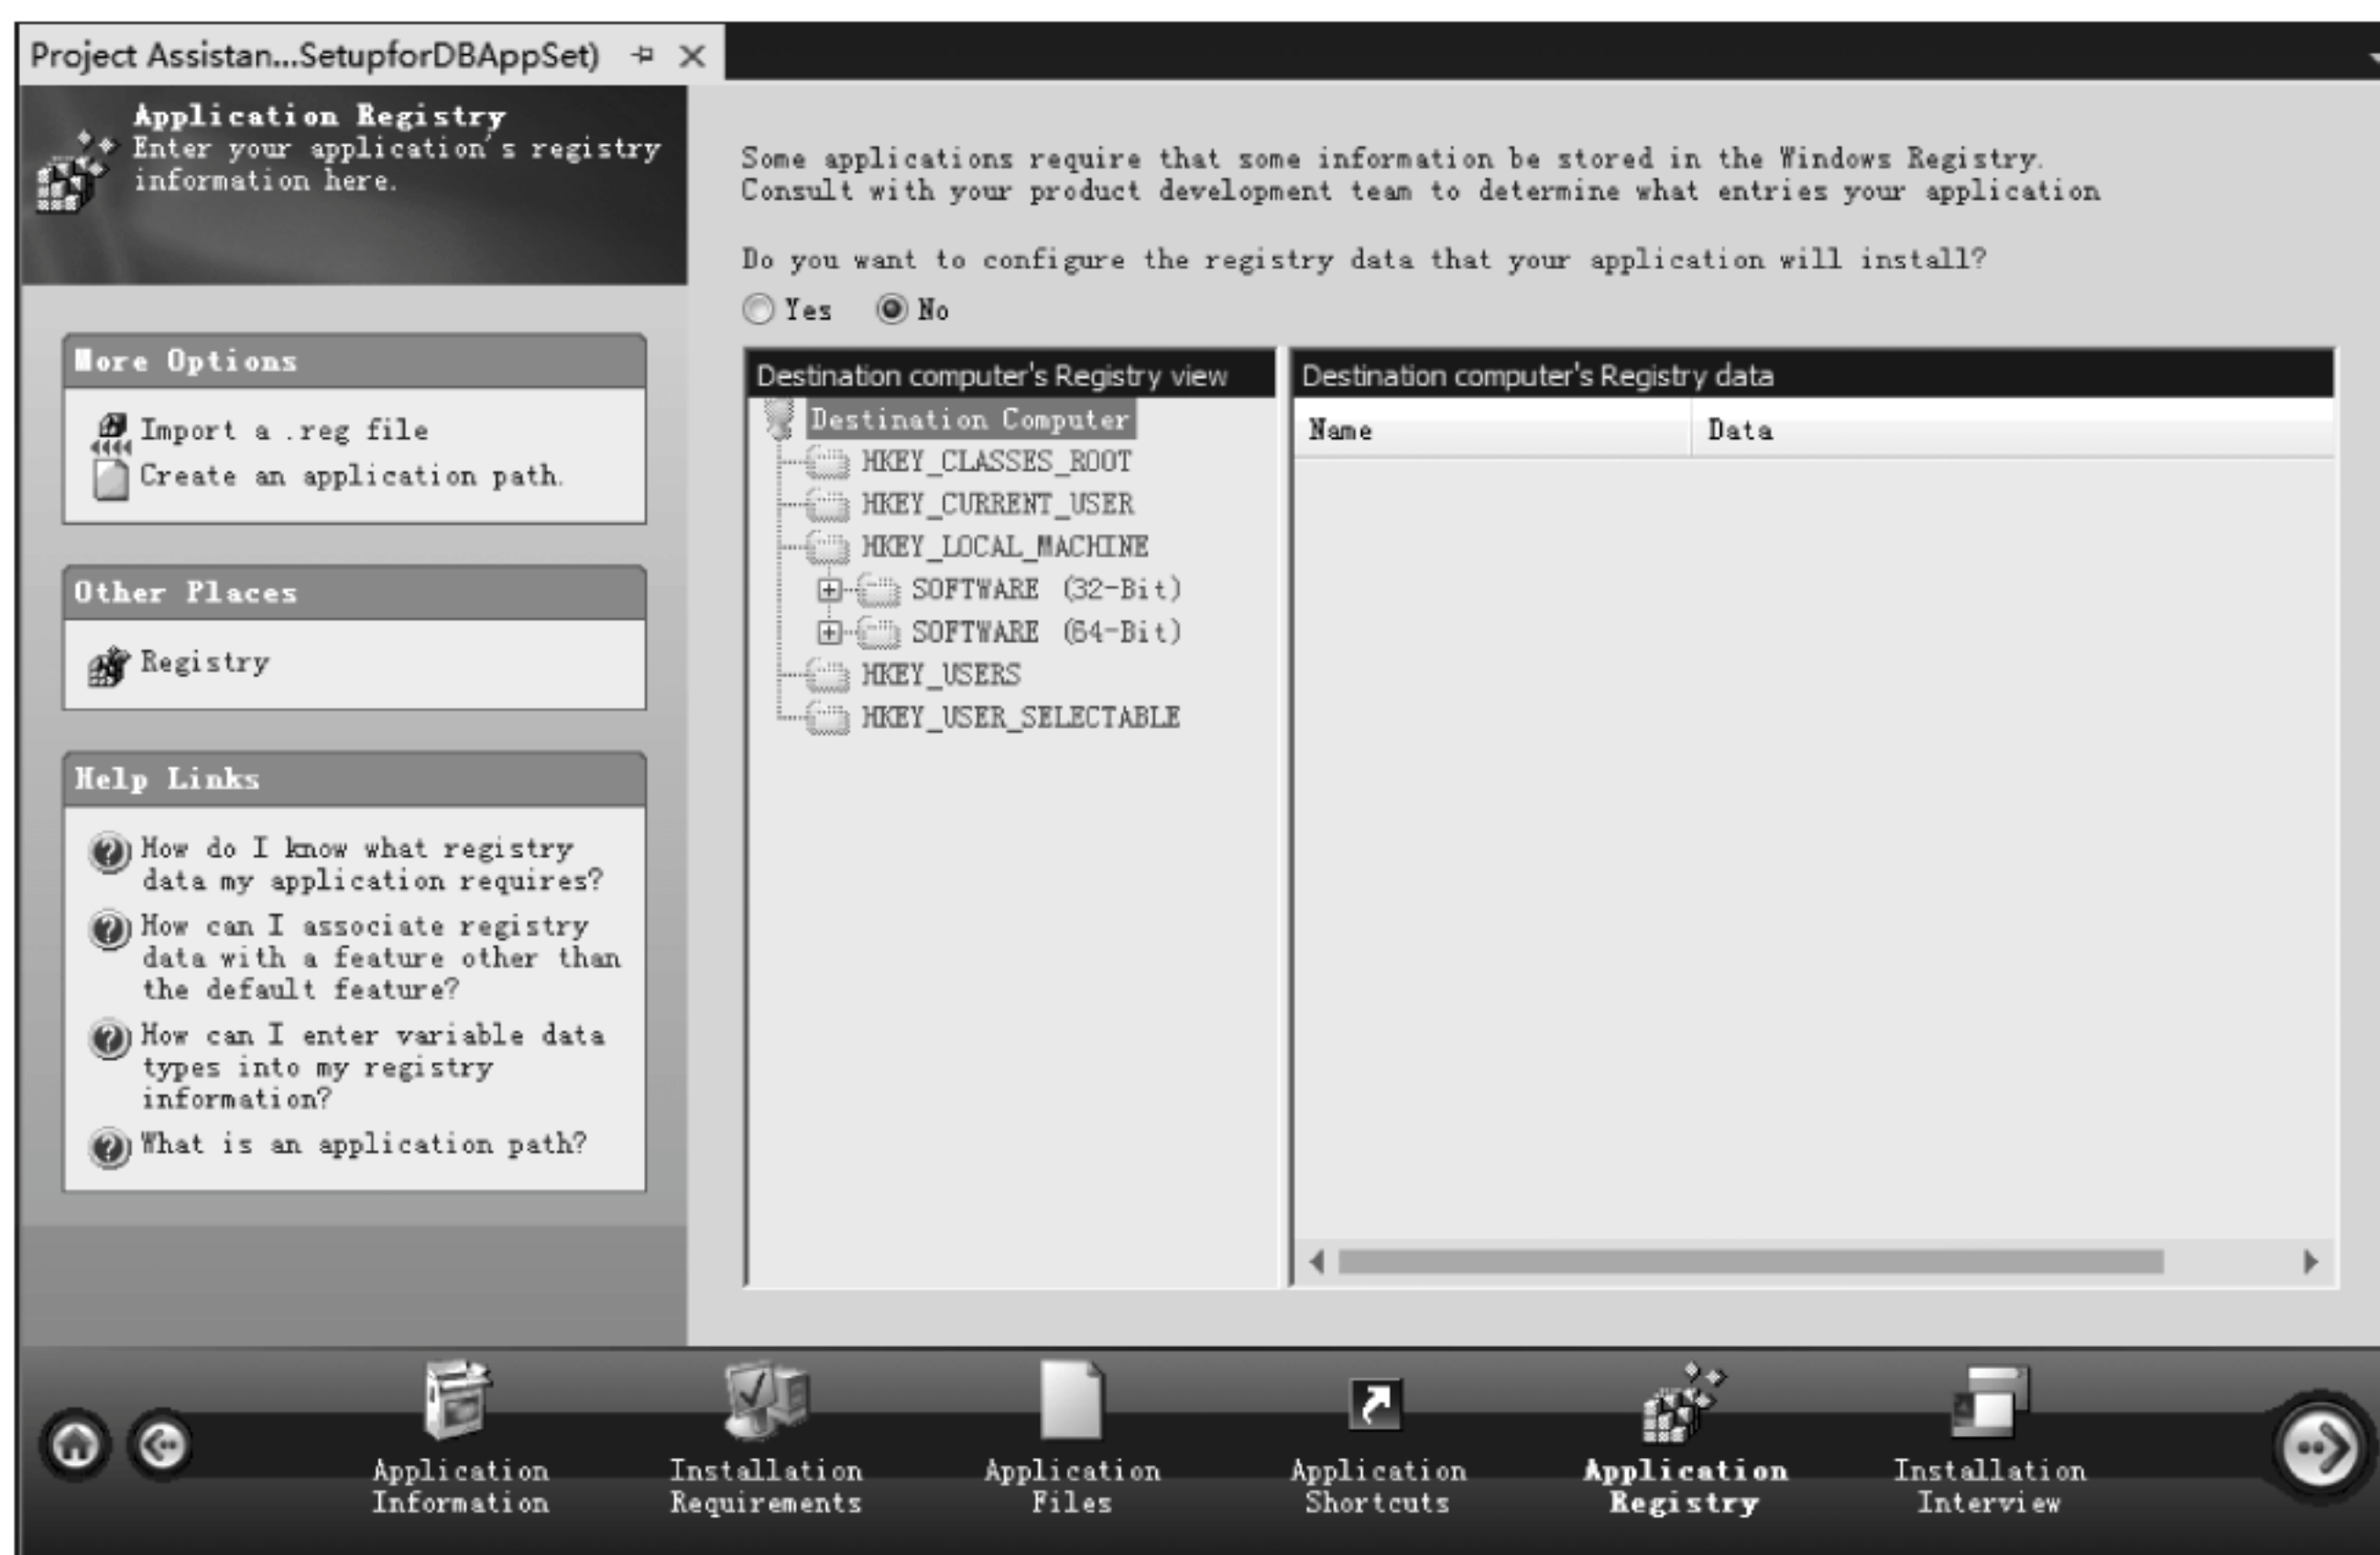 Project Assistan...SetupforDBAppSet)
Application Registry
Enter your application's registry
information here.
More Options
Import a .reg file
Create an application path.
Other Places
Registry
Help Links
How do I know what registry
data my application requires?
How can I associate registry
data with a feature other than
the default feature?
How can I enter variable data
types into my registry
information?
What is an application path?
Some applications require that some information be stored in the Windows Registry.
Consult with your product development team to determine what entries your application
Do you want to configure the registry data that your application will install?
Yes No
Destination computer's Registry view
Destination Computer
HKEY_CLASSES_ROOT
HKEY_CURRENT_USER
HKEY_LOCAL_MACHINE
SOFTWARE (32-Bit)
SOFTWARE (64-Bit)
HKEY_USERS
HKEY_USER_SELECTABLE
Destination computer's Registry data
Name Data
Application
Information
Installation
Requirements
Application
Files
Application
Shortcuts
Application
Registry
Installation
Interview